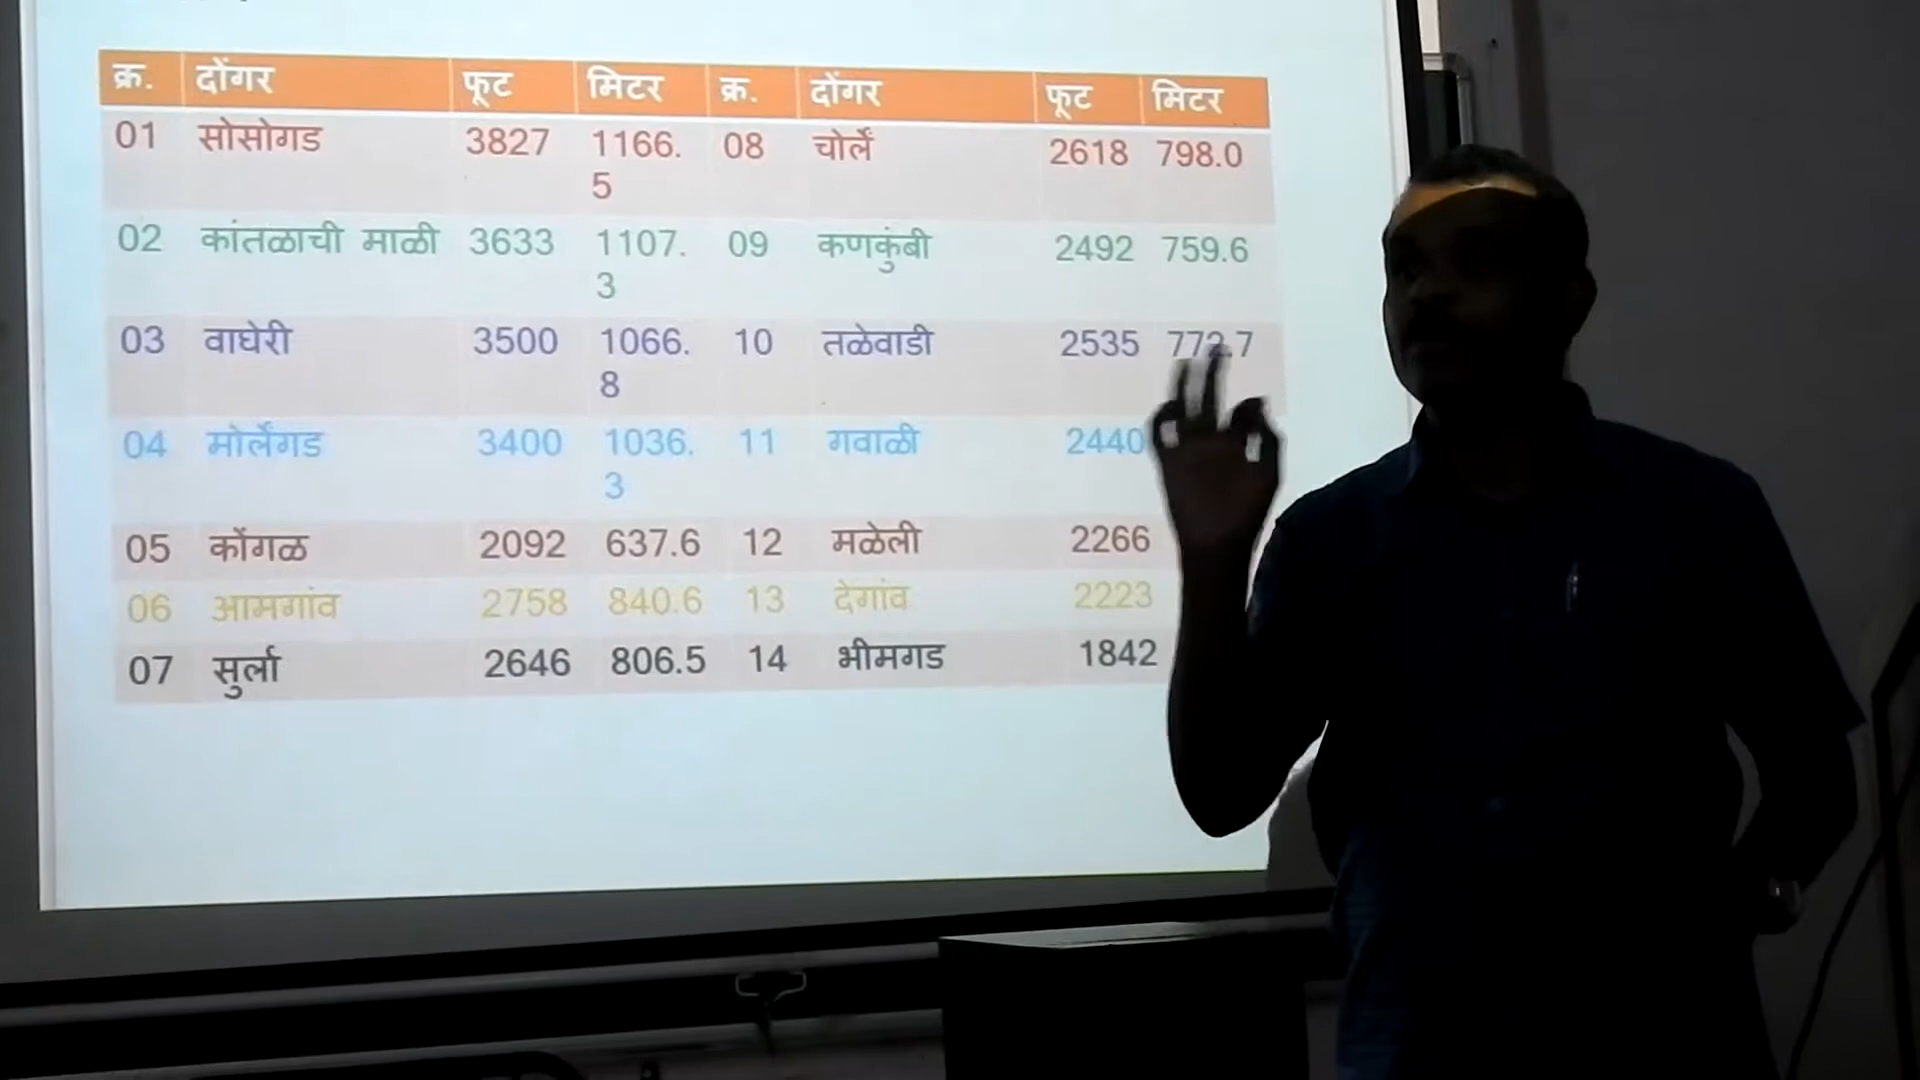 क्र. दोंगर फूट मिटर क्र. दोंगर फूट मिटर
01 सोसोगड 3827 1166.5 08 चोर्लें 2618 798.0
02 कांतळाची माळी 3633 1107.3 09 कणकुंबी 2492 759.6
03 वाघेरी 3500 1066.8 10 तळेवाडी 2535 772.7
04 मोर्लेंगड 3400 1036.3 11 गवाळी 2440
05 कोंगळ 2092 637.6 12 मळेली 2266
06 आमगांव 2758 840.6 13 देगांव 2223
07 सुर्ला 2646 806.5 14 भीमगड 1842